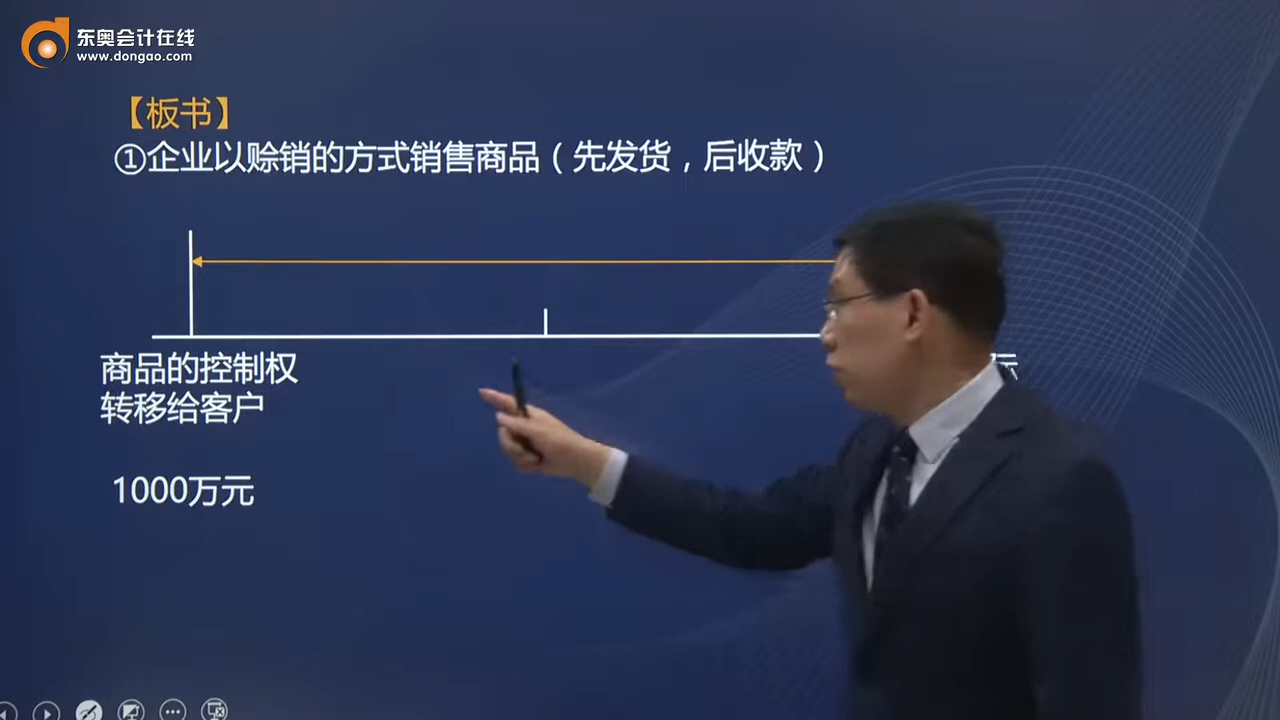 东奥会计在线
www.dongao.com
【板书】
①企业以赊销的方式销售商品（先发货，后收款）
商品的控制权
转移给客户
1000万元